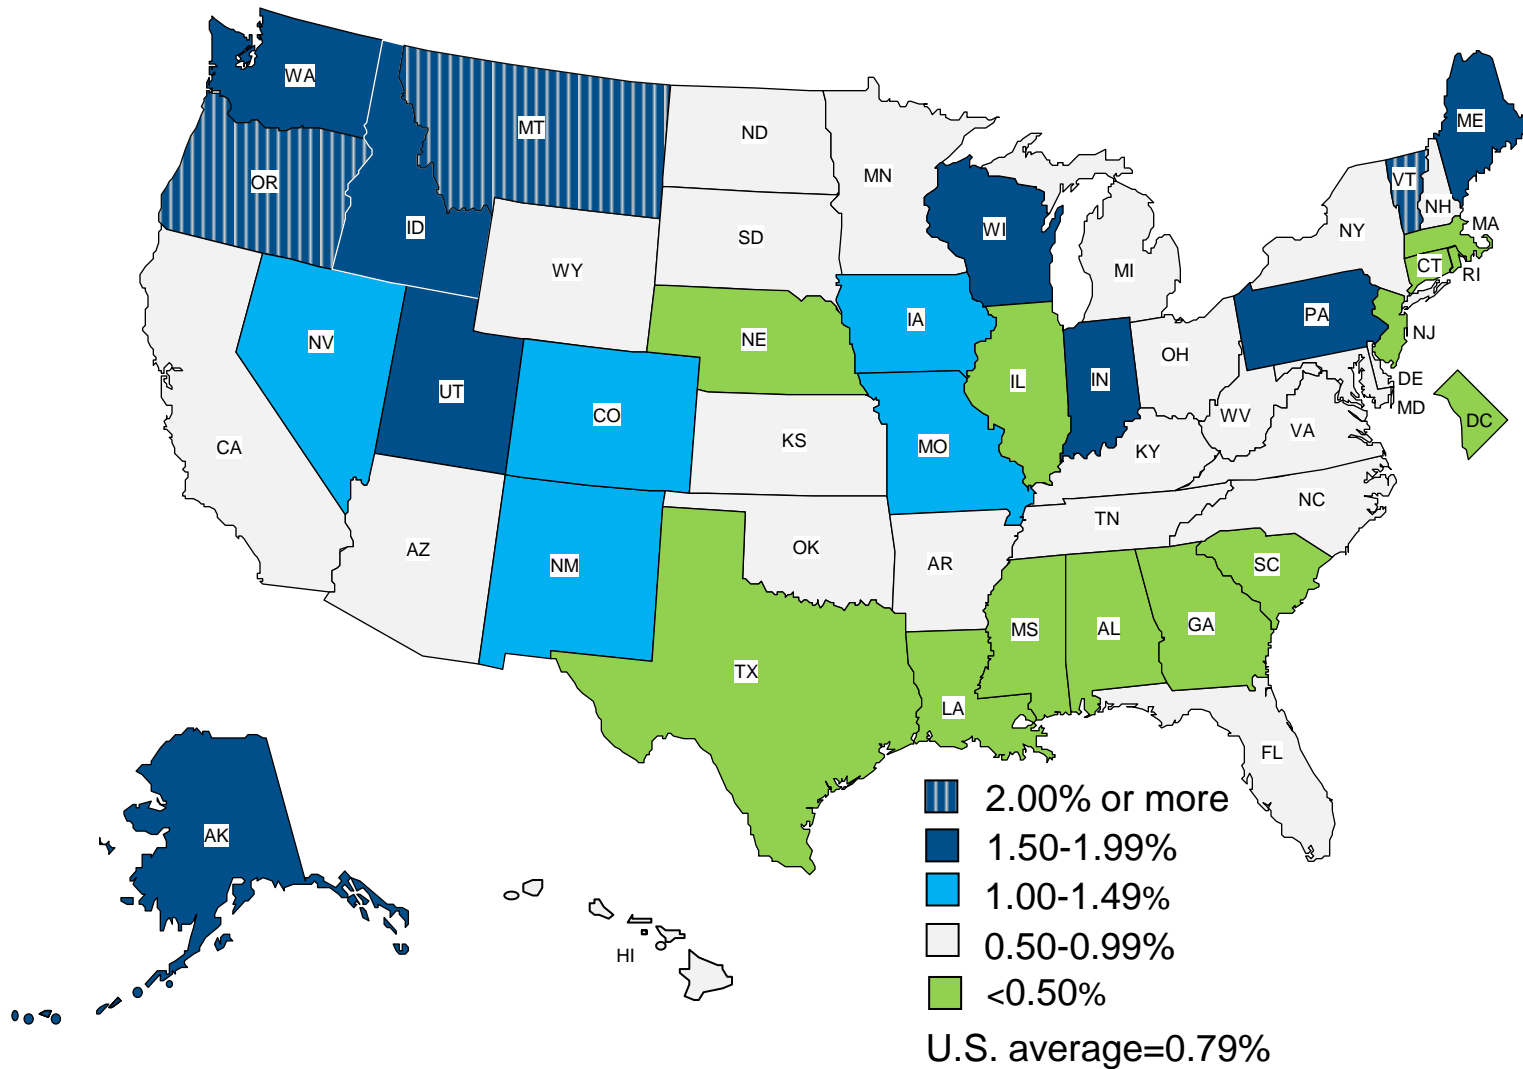 WA
MT
ND
ME
OR
MN
VT
ID
SD
WI
NH
MA
NY
WY
MI
CT
RI
NV
NE
IA
PA
NJ
OH
UT
IL
IN
DE
MD
CO
WV
DC
CA
KS
MO
KY
VA
NC
AZ
NM
OK
AR
TN
SC
TX
MS
AL
GA
LA
FL
AK
HI
2.00% or more
1.50-1.99%
1.00-1.49%
0.50-0.99%
<0.50%
U.S. average=0.79%